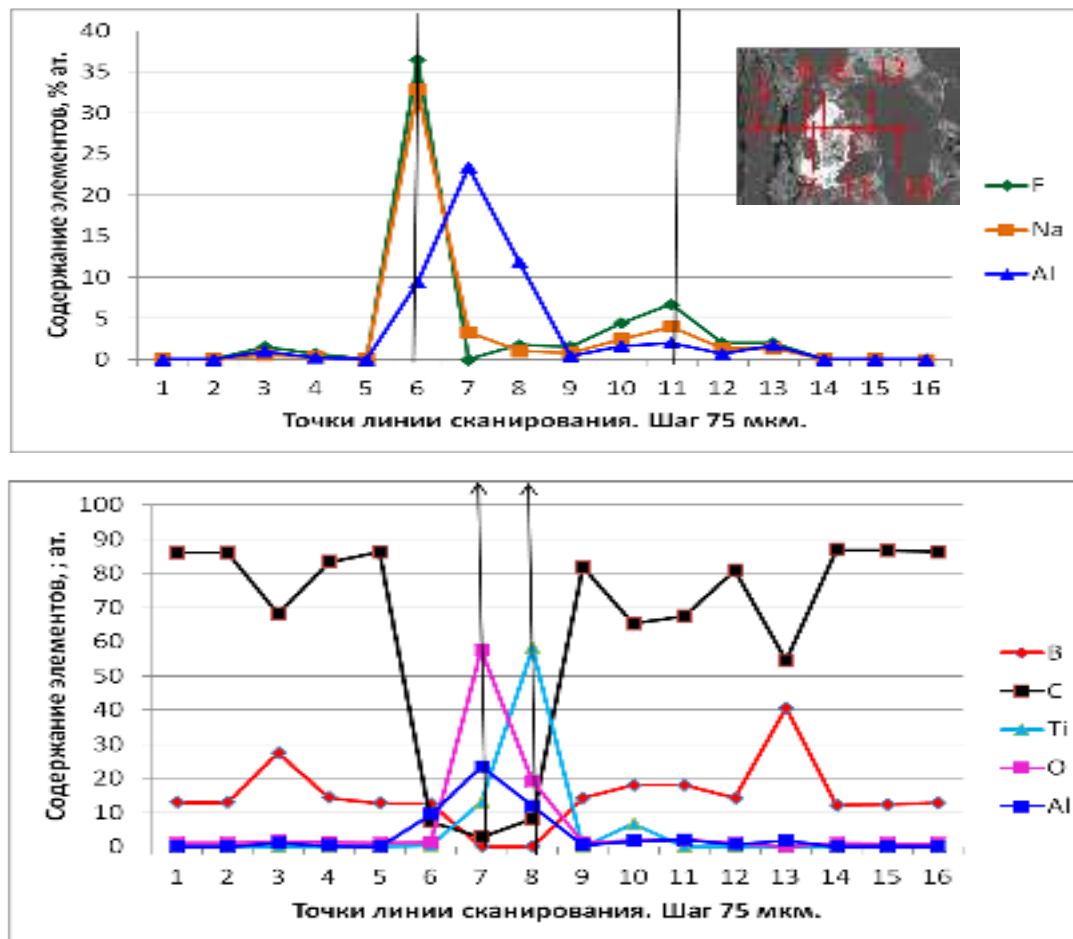 Содержание элементов, % ат.
40
35
30
25
20
15
10
5
0
1 2 3 4 5 6 7 8 9 10 11 12 13 14 15 16
Точки линии сканирования. Шаг 75 мкм.
F
Na
Al
Содержание элементов, ; ат.
100
90
80
70
60
50
40
30
20
10
0
1 2 3 4 5 6 7 8 9 10 11 12 13 14 15 16
Точки линии сканирования. Шаг 75 мкм.
B
C
Ti
O
Al